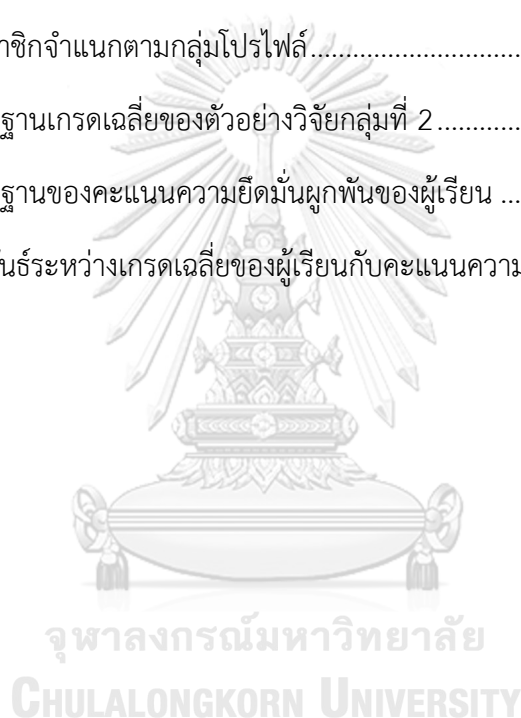 าชิกจำแนกตามกลุ่มโปรไฟล์..............................
ฐานเกรดเฉลี่ยของตัวอย่างวิจัยกลุ่มที่ 2.............
ฐานของคะแนนความยึดมั่นผูกพันของผู้เรียน ...
ันธ์ระหว่างเกรดเฉลี่ยของผู้เรียนกับคะแนนความ
จุฬาลงกรณ์มหาวิทยาลัย
CHULALONGKORN UNIVERSITY